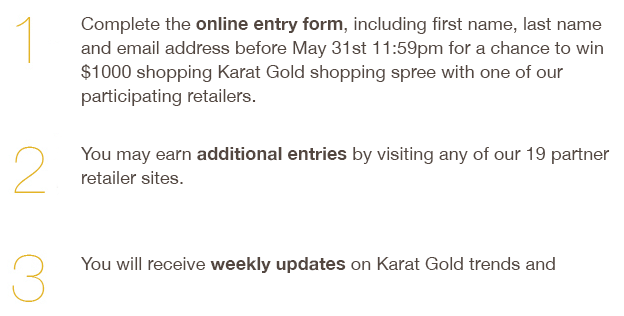 1
Complete the online entry form, including first name, last name
and email address before May 31st 11:59pm for a chance to win
$1000 shopping Karat Gold shopping spree with one of our
participating retailers.
2
You may earn additional entries by visiting any of our 19 partner
retailer sites.
3
You will receive weekly updates on Karat Gold trends and